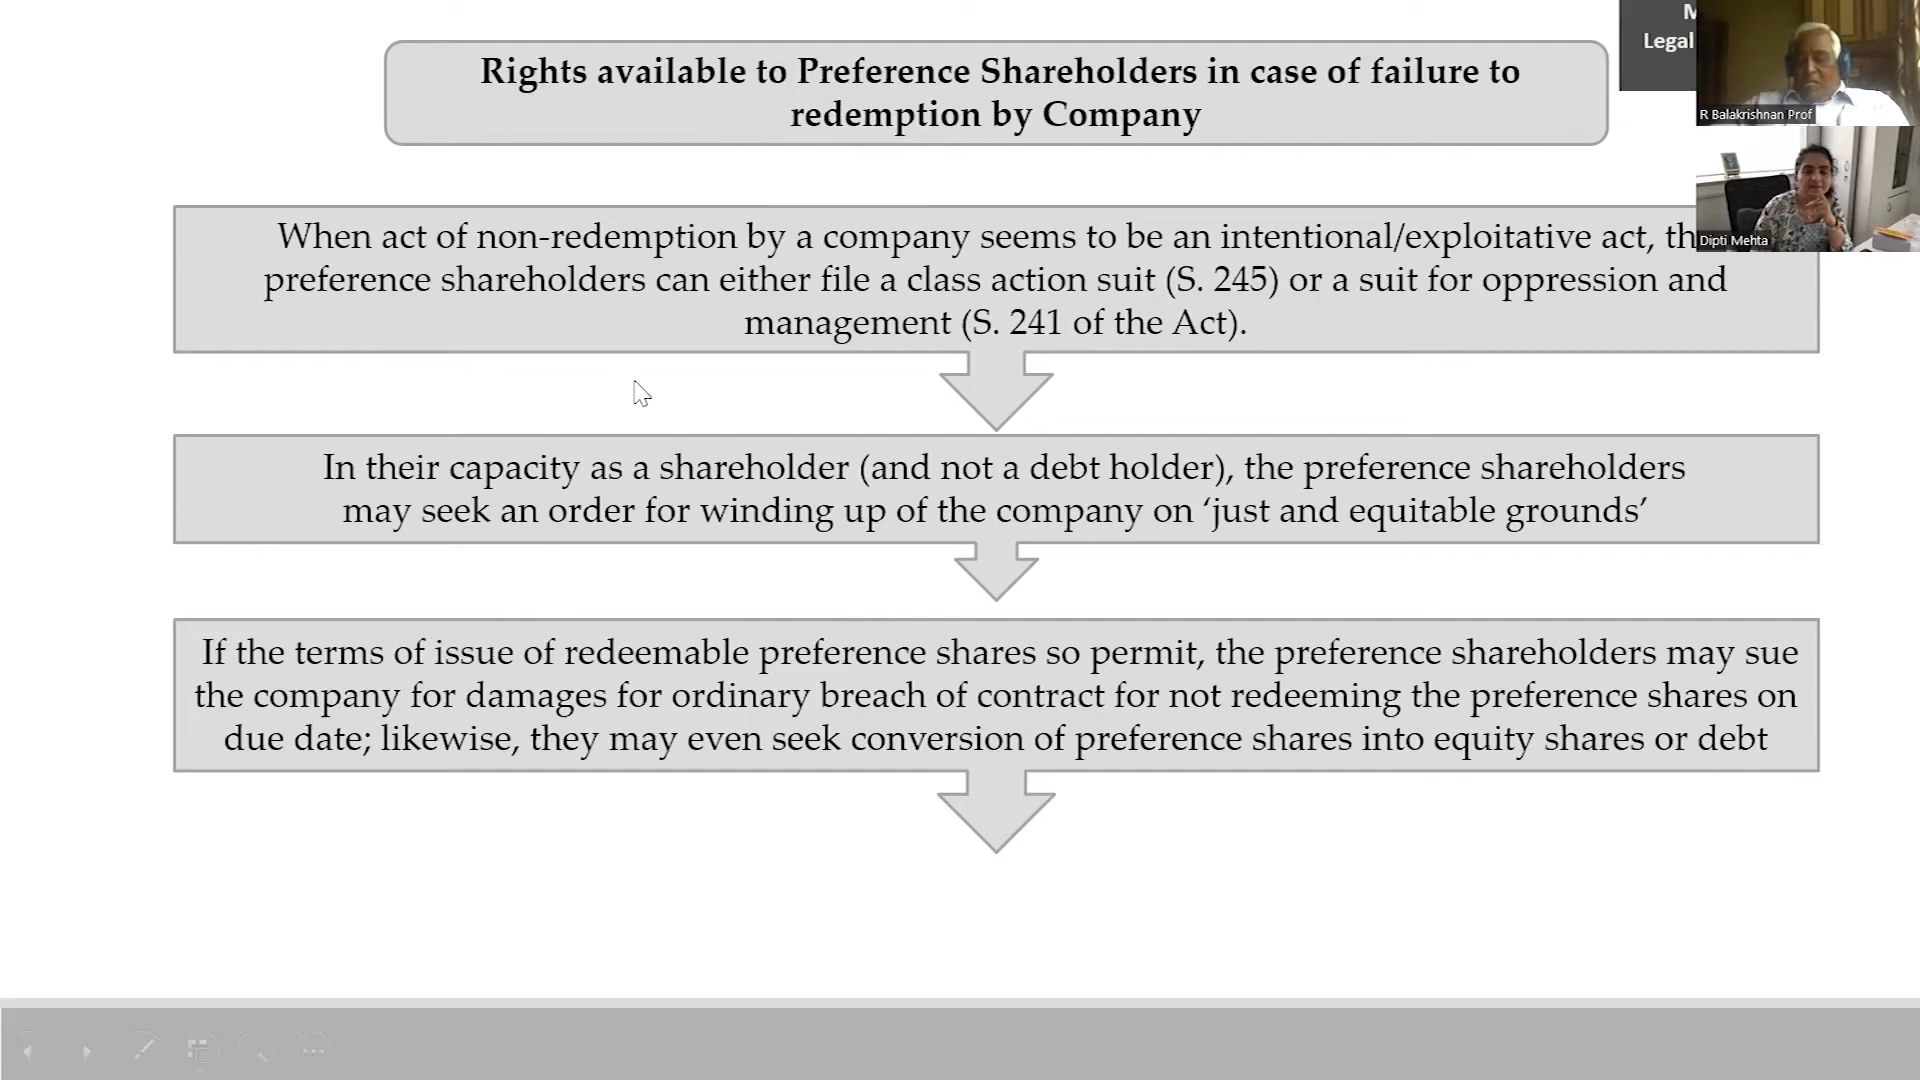 Rights available to Preference Shareholders in case of failure to
redemption by Company
Legal
R Balakrishnan Prof
Dipti Mehta
When act of non-redemption by a company seems to be an intentional/exploitative act,
preference shareholders can either file a class action suit (S. 245) or a suit for oppression and
management (S. 241 of the Act).
In their capacity as a shareholder (and not a debt holder), the preference shareholders
may seek an order for winding up of the company on ‘just and equitable grounds’
If the terms of issue of redeemable preference shares so permit, the preference shareholders may sue
the company for damages for ordinary breach of contract for not redeeming the preference shares on
due date; likewise, they may even seek conversion of preference shares into equity shares or debt